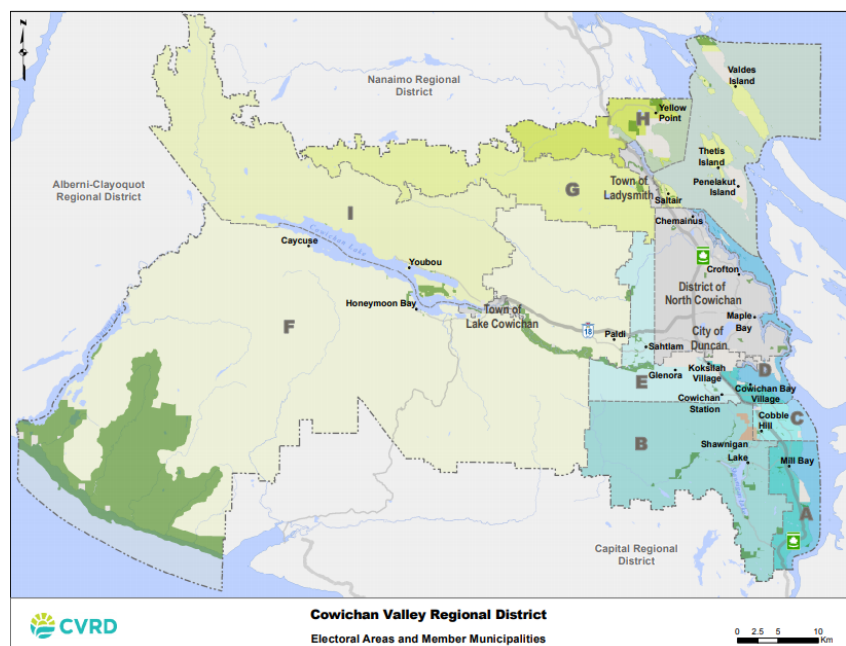 N
Nanaimo Regional
District
Valdes
Island
Yellow
Point
H
Thetis
Island
Alberni-Clayoquot
Regional District
Penelakut
Island
Town of
Ladysmith
G
Saltair
I
Chemainus
Cowichan Lake
Caycuse
Youbou
Crofton
District of
North Cowichan
Honeymoon Bay
Town of
Lake Cowichan
Maple
Bay
F
18
Paldi
City of
Duncan
Sahtlam
Koksilah
Village
D
Glenora
E
Cowichan Bay
Village
Cowichan
Station
Cobble
Hill
C
B
Shawnigan
Lake
Mill Bay
A
Capital Regional
District
CVRD
Cowichan Valley Regional District
Electoral Areas and Member Municipalities
0 2.5 5 10
Km